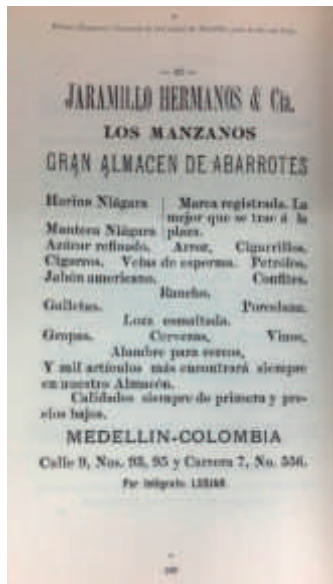 JARAMILLO HERMANOS & Cia.
LOS MANZANOS
GRAN ALMACEN DE ABARROTES
Harina Niágara
Manteca Niágara
Marca registrada. La
mejor que se trae á la
plaza.
Azúcar refinado. Arroz, Cigarrillos.
Cigarros. Velas de esperma. Petróleo.
Jabón americano. Confites.
Rancho.
Galletas. Porcelana.
Loza esmaltada.
Grapas. Cervezas, Vinos,
Alambre para cercos,
Y mil artículos más encontrará siempre
en nuestro Almacén.
Calidades siempre de primera y pre-
cios bajos.
MEDELLIN-COLOMBIA
Calle 9, Nos. 93, 95 y Carrera 7, No. 556.
Por telégrafo: